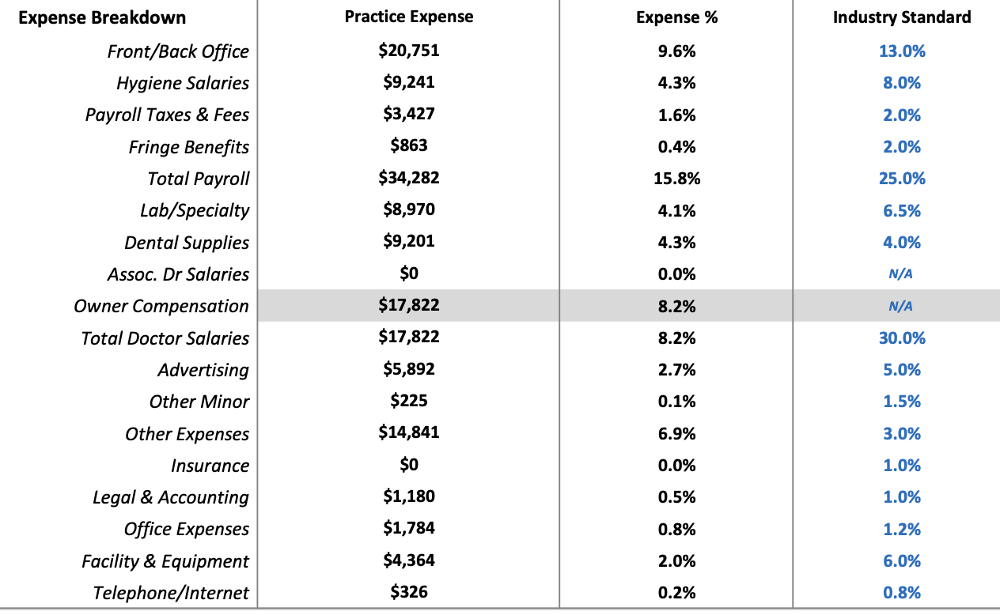 Expense Breakdown Practice Expense Expense % Industry Standard
Front/Back Office $20,751 9.6% 13.0%
Hygiene Salaries $9,241 4.3% 8.0%
Payroll Taxes & Fees $3,427 1.6% 2.0%
Fringe Benefits $863 0.4% 2.0%
Total Payroll $34,282 15.8% 25.0%
Lab/Specialty $8,970 4.1% 6.5%
Dental Supplies $9,201 4.3% 4.0%
Assoc. Dr Salaries $0 0.0% N/A
Owner Compensation $17,822 8.2% N/A
Total Doctor Salaries $17,822 8.2% 30.0%
Advertising $5,892 2.7% 5.0%
Other Minor $225 0.1% 1.5%
Other Expenses $14,841 6.9% 3.0%
Insurance $0 0.0% 1.0%
Legal & Accounting $1,180 0.5% 1.0%
Office Expenses $1,784 0.8% 1.2%
Facility & Equipment $4,364 2.0% 6.0%
Telephone/Internet $326 0.2% 0.8%